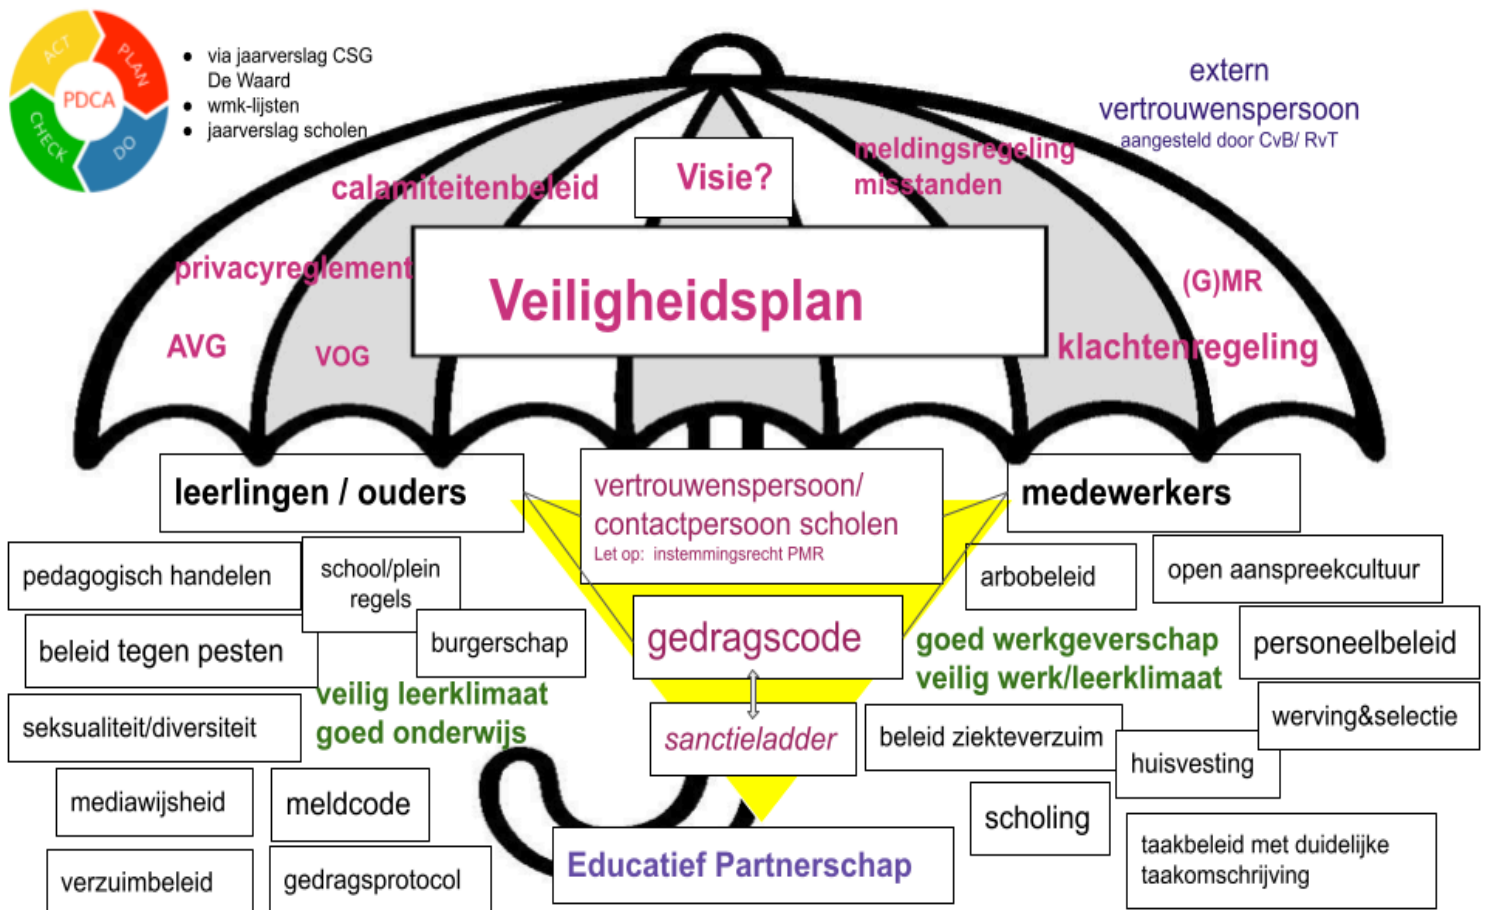 ACT
PLAN
PDCA
CHECK
DO
● via jaarverslag CSG
De Waard
● wmk-lijsten
● jaarverslag scholen
extern
vertrouwenspersoon
aangesteld door CvB/ RvT
calamiteitenbeleid
Visie?
meldingsregeling
misstanden
privacyreglement
Veiligheidsplan
(G)MR
AVG
VOG
klachtenregeling
leerlingen / ouders
vertrouwenspersoon/
contactpersoon scholen
Let op: instemmingsrecht PMR
medewerkers
pedagogisch handelen
school/plein
regels
arbobeleid
open aanspreekcultuur
beleid tegen pesten
burgerschap
gedragscode
goed werkgeverschap
veilig werk/leerklimaat
personeelbeleid
veilig leerklimaat
goed onderwijs
seksualiteit/diversiteit
sanctieladder
beleid ziekteverzuim
werving&selectie
huisvesting
mediawijsheid
meldcode
scholing
verzuimbeleid
gedragsprotocol
Educatief Partnerschap
taakbeleid met duidelijke
taakomschrijving